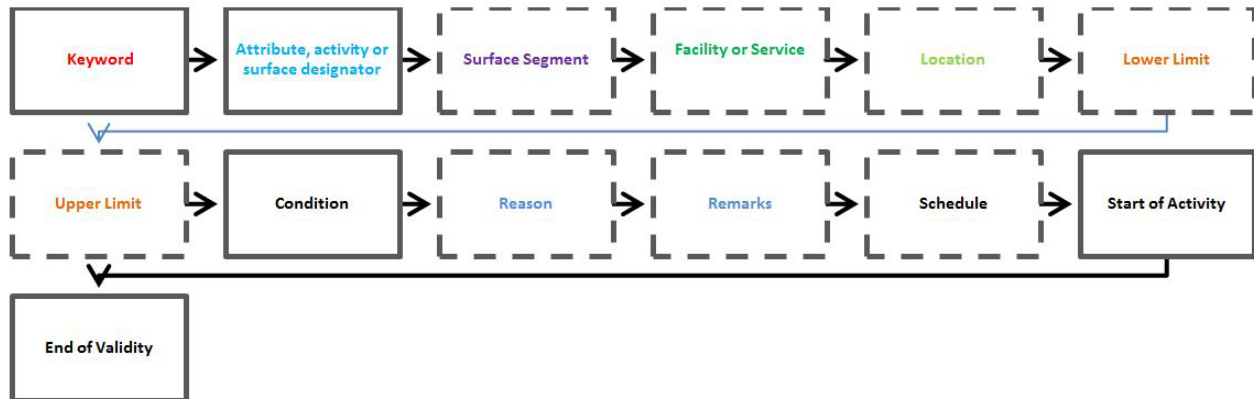 Keyword
Attribute, activity or
surface designator
Surface Segment
Facility or Service
Location
Lower Limit
Upper Limit
Condition
Reason
Remarks
Schedule
Start of Activity
End of Validity